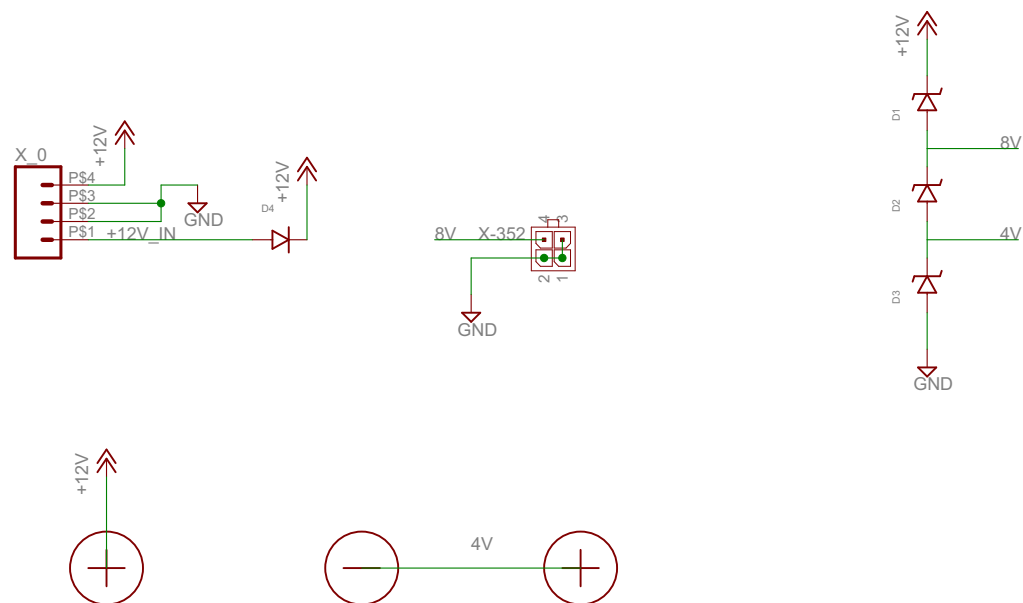 +12V
D1
8V
D2
4V
D3
GND
X_0
+12V
P$4
P$3
P$2
P$1
GND
+12V_IN
D4
+12V
8V
X-352
4
3
2
1
GND
+12V
4V